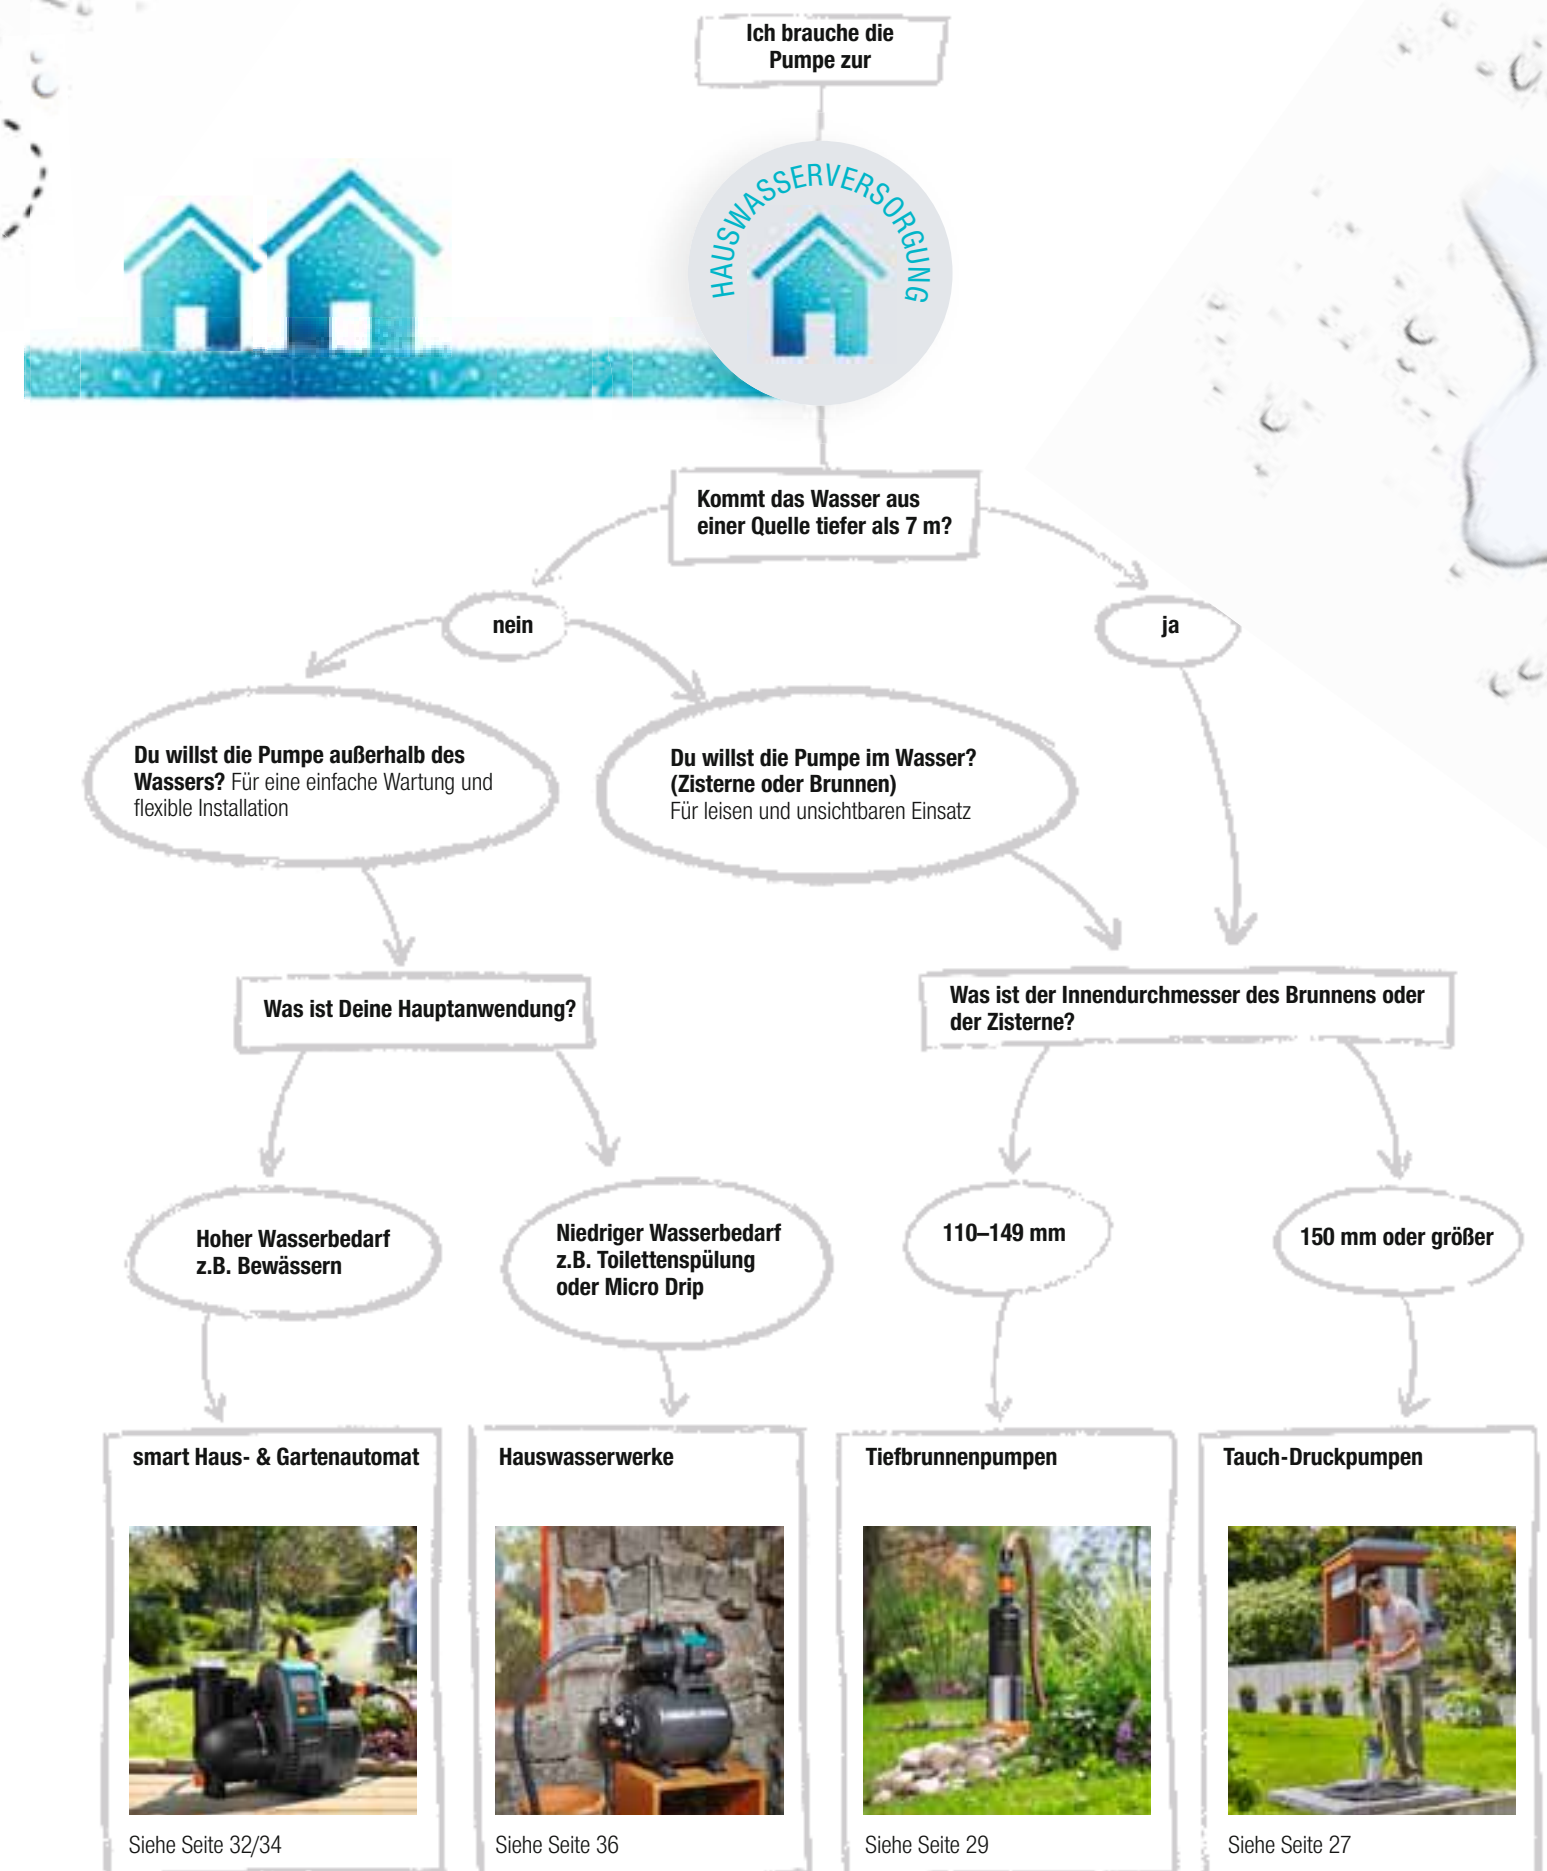 Ich brauche die
Pumpe zur
HAUSWASSERVERSORGUNG
Kommt das Wasser aus
einer Quelle tiefer als 7 m?
nein
ja
Du willst die Pumpe außerhalb des
Wassers? Für eine einfache Wartung und
flexible Installation
Du willst die Pumpe im Wasser?
(Zisterne oder Brunnen)
Für leisen und unsichtbaren Einsatz
Was ist Deine Hauptanwendung?
Was ist der Innendurchmesser des Brunnens oder
der Zisterne?
Hoher Wasserbedarf
z.B. Bewässern
Niedriger Wasserbedarf
z.B. Toilettenspülung
oder Micro Drip
110–149 mm
150 mm oder größer
smart Haus- & Gartenautomat
Hauswasserwerke
Tiefbrunnenpumpen
Tauch-Druckpumpen
Siehe Seite 32/34
Siehe Seite 36
Siehe Seite 29
Siehe Seite 27